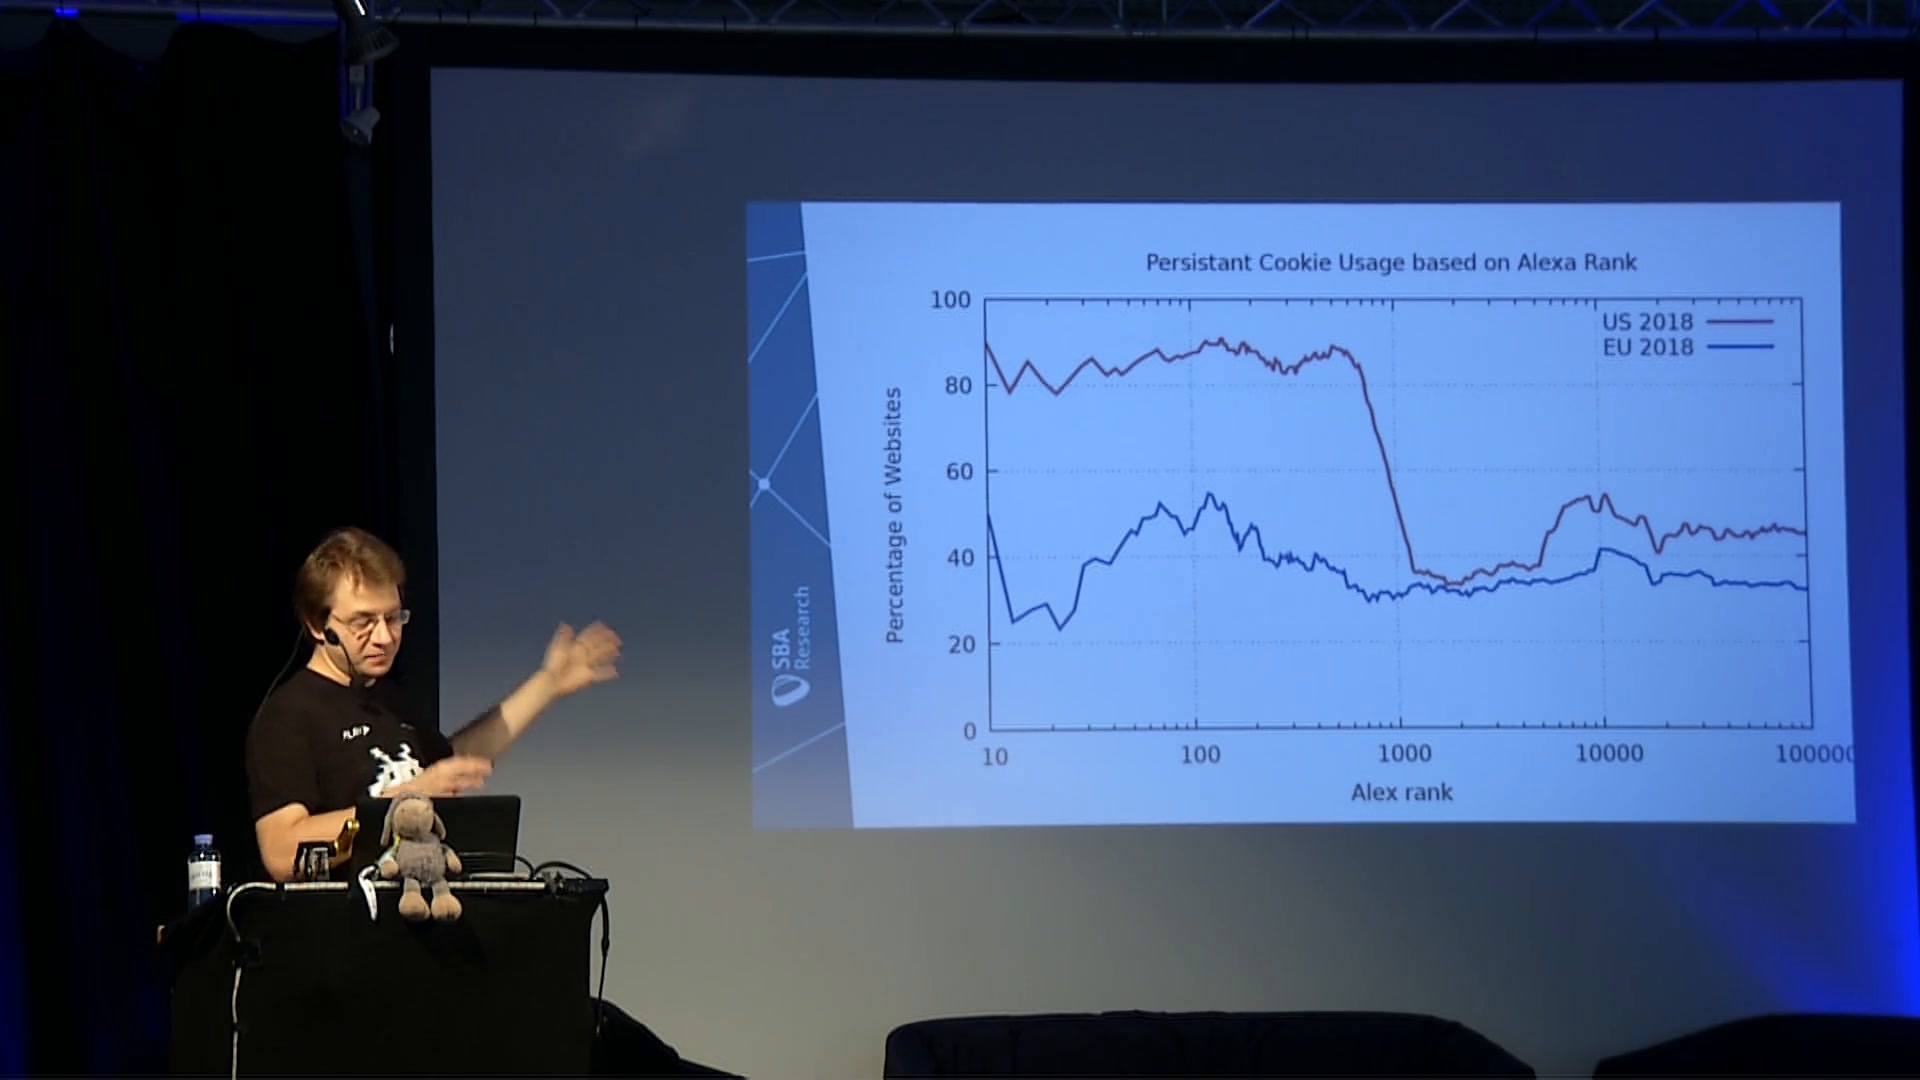 Persistant Cookie Usage based on Alexa Rank
100
80
60
40
20
0
Percentage of Websites
US 2018
EU 2018
10
100
1000
10000
100000
Alex rank
SBA
Research